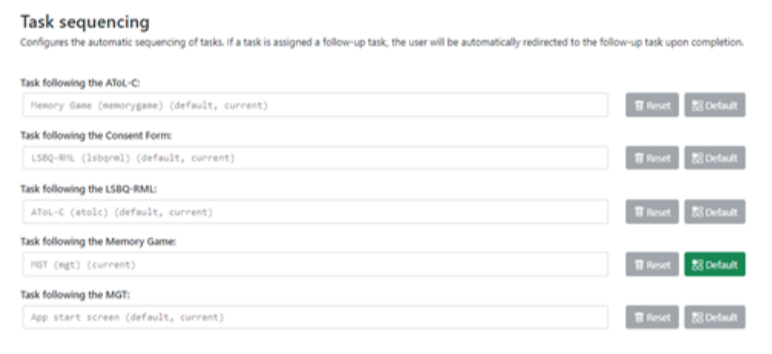 Task sequencing
Configures the automatic sequencing of tasks. If a task is assigned a follow-up task, the user will be automatically redirected to the follow-up task upon completion.
Task following the AToL-C:
Memory Game (memorygame) (default, current) Reset Default
Task following the Consent Form:
LSBQ-RML (lsbqrml) (default, current) Reset Default
Task following the LSBQ-RML:
AToL-C (atolc) (default, current) Reset Default
Task following the Memory Game:
MGT (mgt) (current) Reset Default
Task following the MGT:
App start screen (default, current) Reset Default